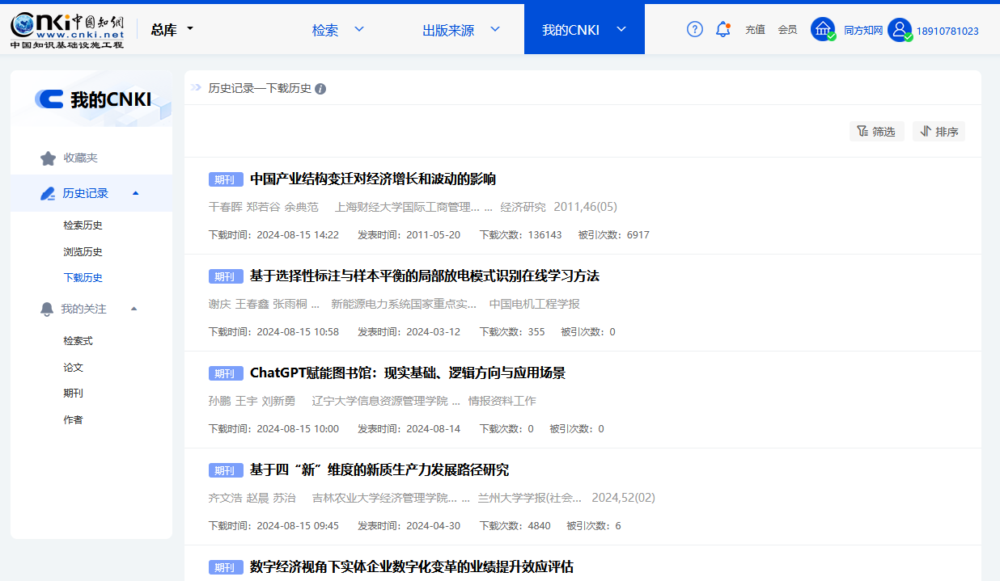 cnki中国知网
www.cnki.net
中国知识基础设施工程
总库
检索
出版来源
我的CNKI
充值
会员
同方知网
18910781023
我的CNKI
收藏夹
历史记录
检索历史
浏览历史
下载历史
我的关注
检索式
论文
期刊
作者
历史记录—下载历史
筛选
排序
期刊 中国产业结构变迁对经济增长和波动的影响
干春晖 郑若谷 余典范 上海财经大学国际工商管理... ... 经济研究 2011,46(05)
下载时间：2024-08-15 14:22 发表时间：2011-05-20 下载次数：136143 被引次数：6917
期刊 基于选择性标注与样本平衡的局部放电模式识别在线学习方法
谢庆 王春鑫 张雨桐 ... 新能源电力系统国家重点实... 中国电机工程学报
下载时间：2024-08-15 10:58 发表时间：2024-03-12 下载次数：355 被引次数：0
期刊 ChatGPT赋能图书馆：现实基础、逻辑方向与应用场景
孙鹏 王宇 刘新勇 辽宁大学信息资源管理学院 ... 情报资料工作
下载时间：2024-08-15 10:00 发表时间：2024-08-14 下载次数：0 被引次数：0
期刊 基于四“新”维度的新质生产力发展路径研究
齐文浩 赵晨 苏治 吉林农业大学经济管理学院... ... 兰州大学学报(社会... 2024,52(02)
下载时间：2024-08-15 09:45 发表时间：2024-04-30 下载次数：4840 被引次数：6
期刊 数字经济视角下实体企业数字化变革的业绩提升效应评估